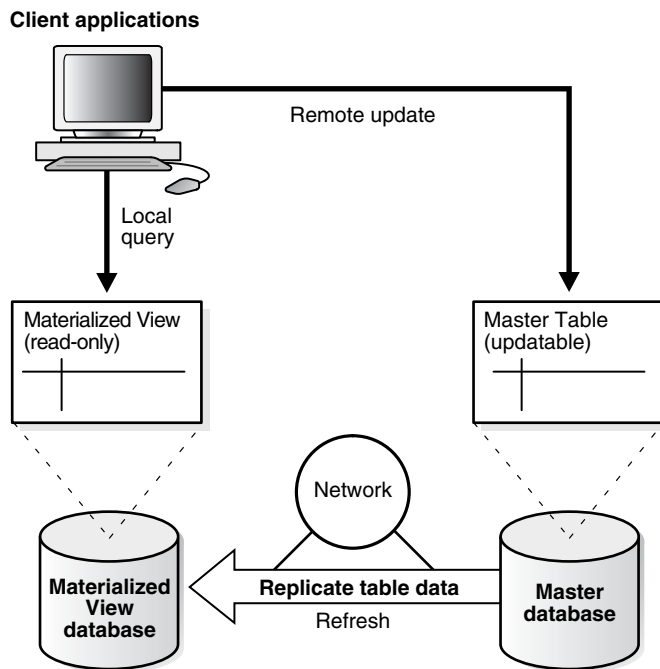 Client applications
Remote update
Local
query
Materialized View
(read-only)
Master Table
(updatable)
Network
Materialized
View
database
Replicate table data
Refresh
Master
database